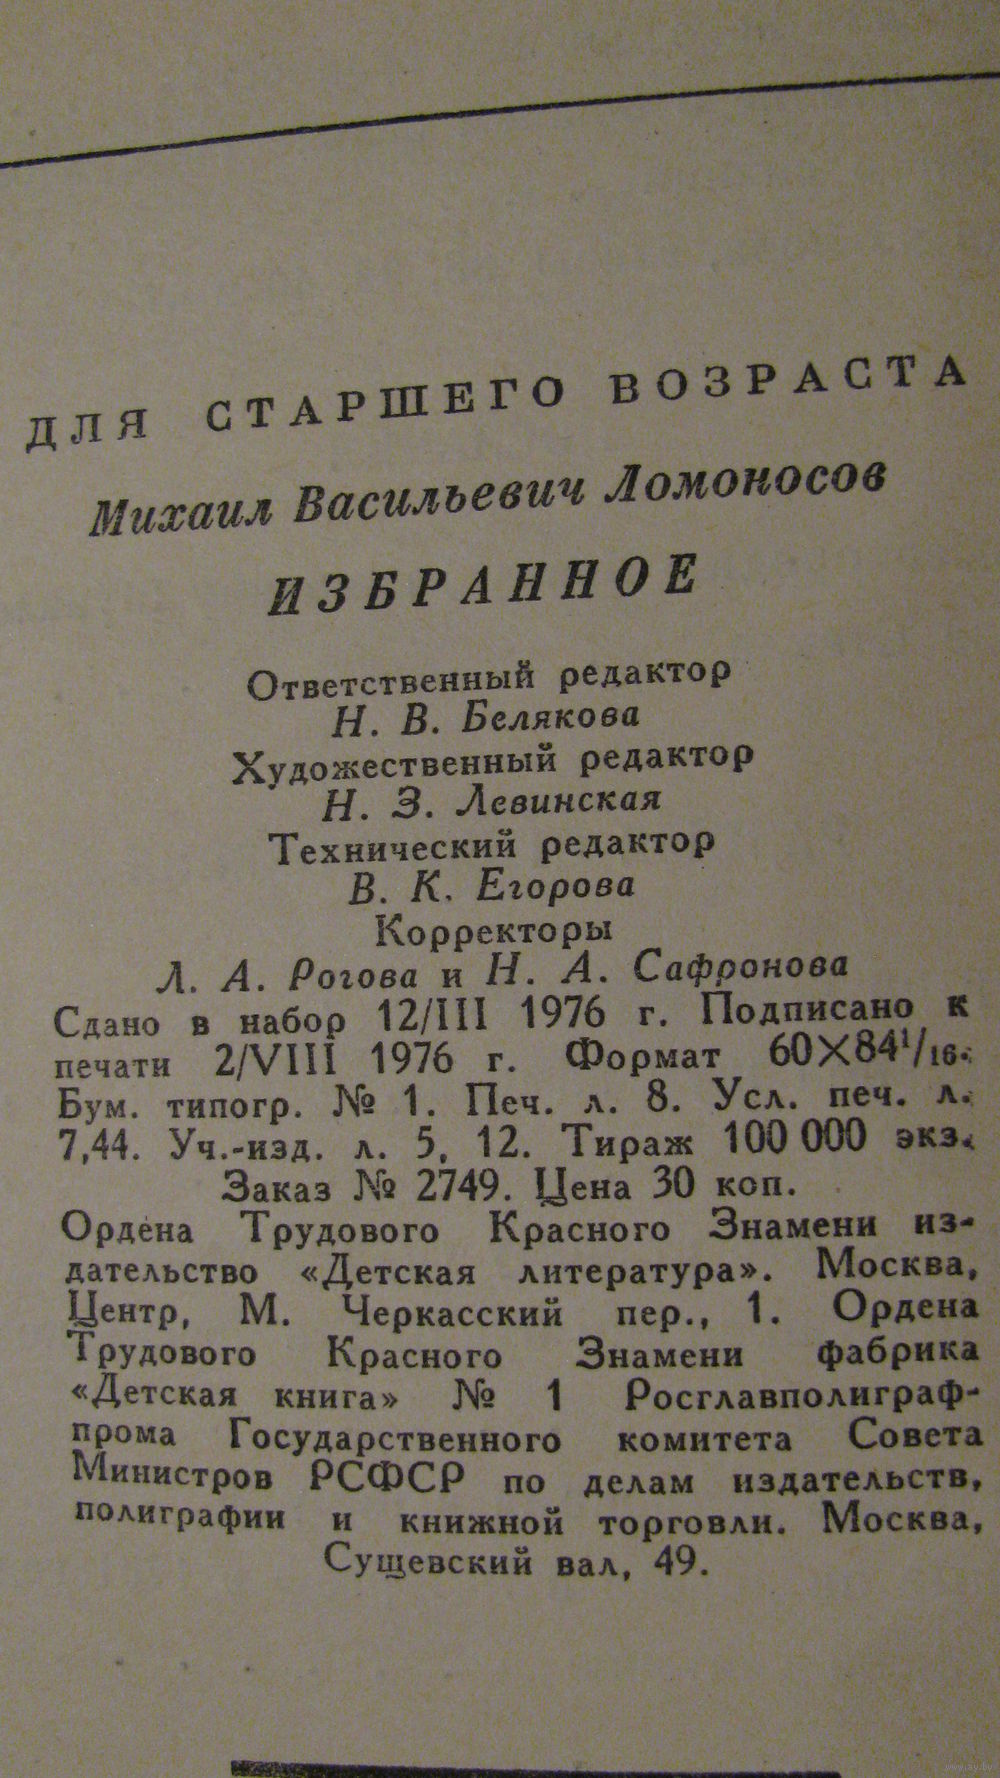 ДЛЯ СТАРШЕГО ВОЗРАСТА
Михаил Васильевич Ломоносов
ИЗБРАННОЕ
Ответственный редактор
Н. В. Белякова
Художественный редактор
Н. З. Левинская
Технический редактор
В. К. Егорова
Корректоры
Л. А. Рогова и Н. А. Сафронова
Сдано в набор 12/III 1976 г. Подписано к
печати 2/VIII 1976 г. Формат 60×84¹/₁₆.
Бум. типогр. № 1. Печ. л. 8. Усл. печ. л.
7,44. Уч.-изд. л. 5, 12. Тираж 100 000 экз.
Заказ № 2749. Цена 30 коп.
Ордена Трудового Красного Знамени из-
дательство «Детская литература». Москва,
Центр, М. Черкасский пер., 1. Ордена
Трудового Красного Знамени фабрика
«Детская книга» № 1 Росглавполиграф-
прома Государственного комитета Совета
Министров РСФСР по делам издательств,
полиграфии и книжной торговли. Москва,
Сущевский вал, 49.
www.ay.by